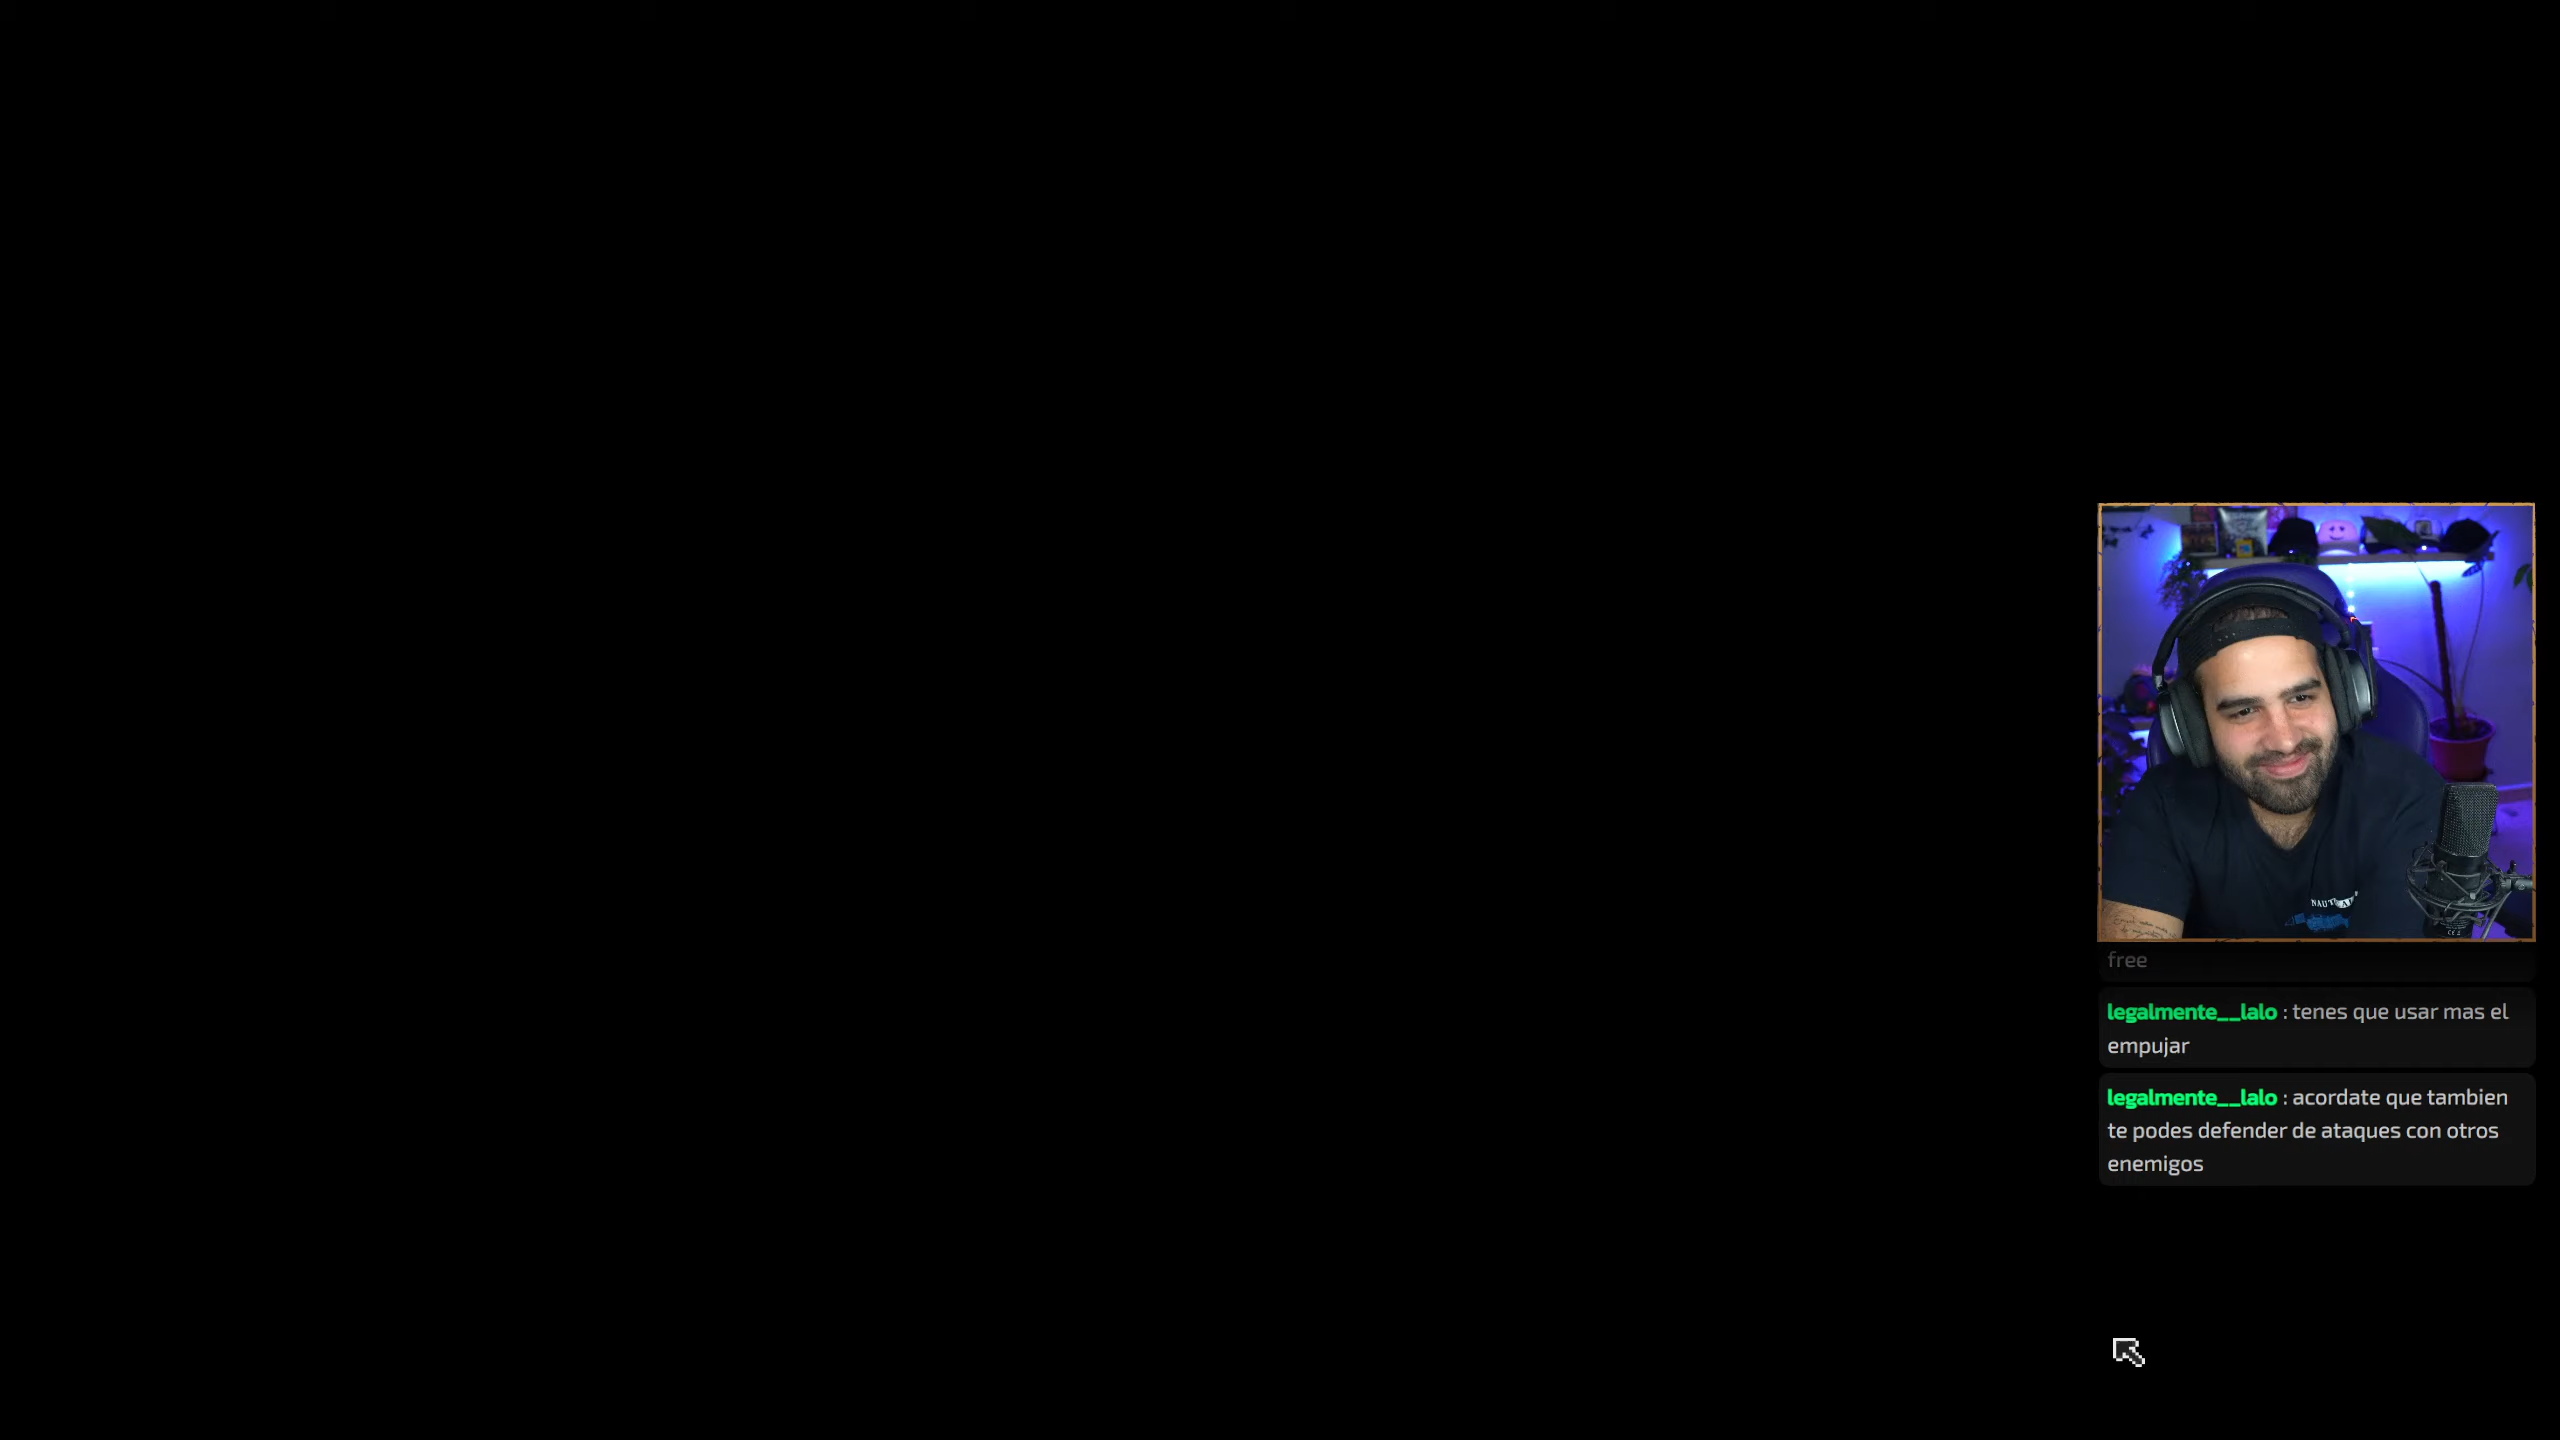 free
legalmente__lalo : tenes que usar mas el
empujar
legalmente__lalo : acordate que tambien
te podes defender de ataques con otros
enemigos